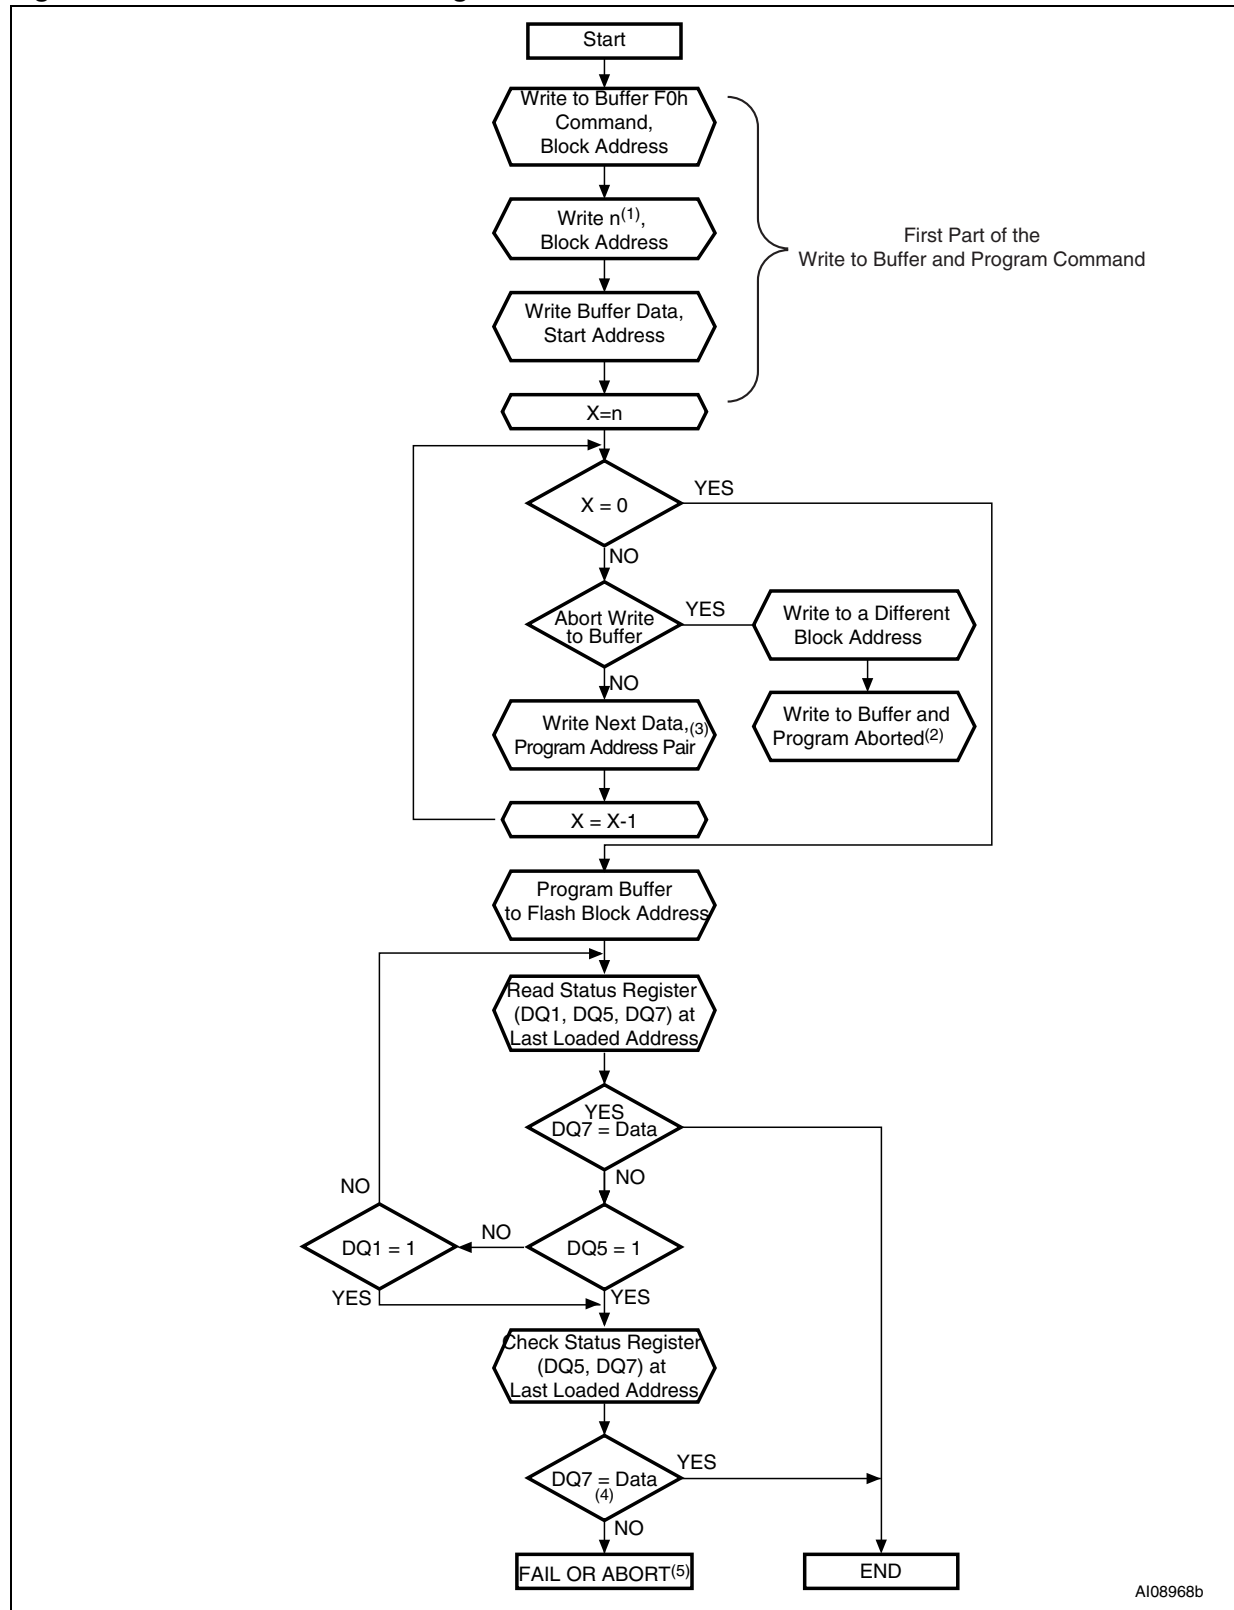 Start
Write to Buffer F0h
Command,
Block Address
Write n(1),
Block Address
First Part of the
Write to Buffer and Program Command
Write Buffer Data,
Start Address
X=n
X = 0
YES
NO
Abort Write
to Buffer
YES
Write to a Different
Block Address
NO
Write Next Data,(3)
Program Address Pair
Write to Buffer and
Program Aborted(2)
X = X-1
Program Buffer
to Flash Block Address
Read Status Register
(DQ1, DQ5, DQ7) at
Last Loaded Address
YES
DQ7 = Data
NO
NO
DQ1 = 1
NO
DQ5 = 1
YES
YES
Check Status Register
(DQ5, DQ7) at
Last Loaded Address
DQ7 = Data
(4)
YES
NO
FAIL OR ABORT(5)
END
AI08968b